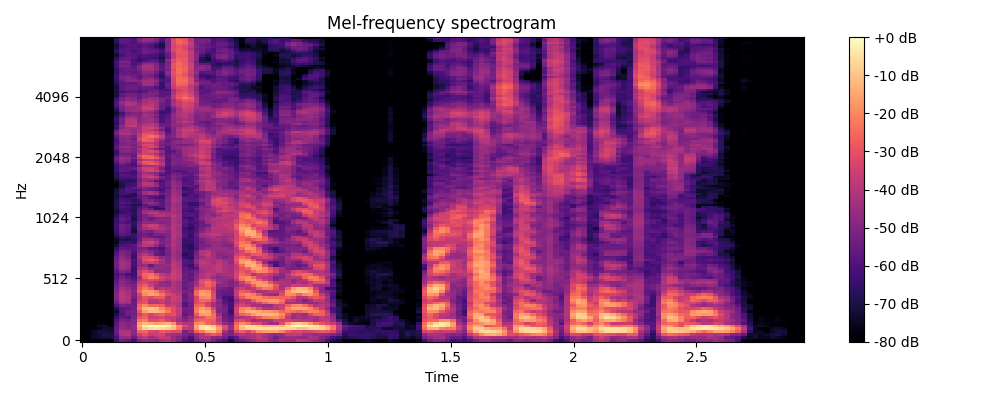 Mel-frequency spectrogram
Hz
4096
2048
1024
512
0
0
0.5
1
1.5
2
2.5
Time
+0 dB
-10 dB
-20 dB
-30 dB
-40 dB
-50 dB
-60 dB
-70 dB
-80 dB